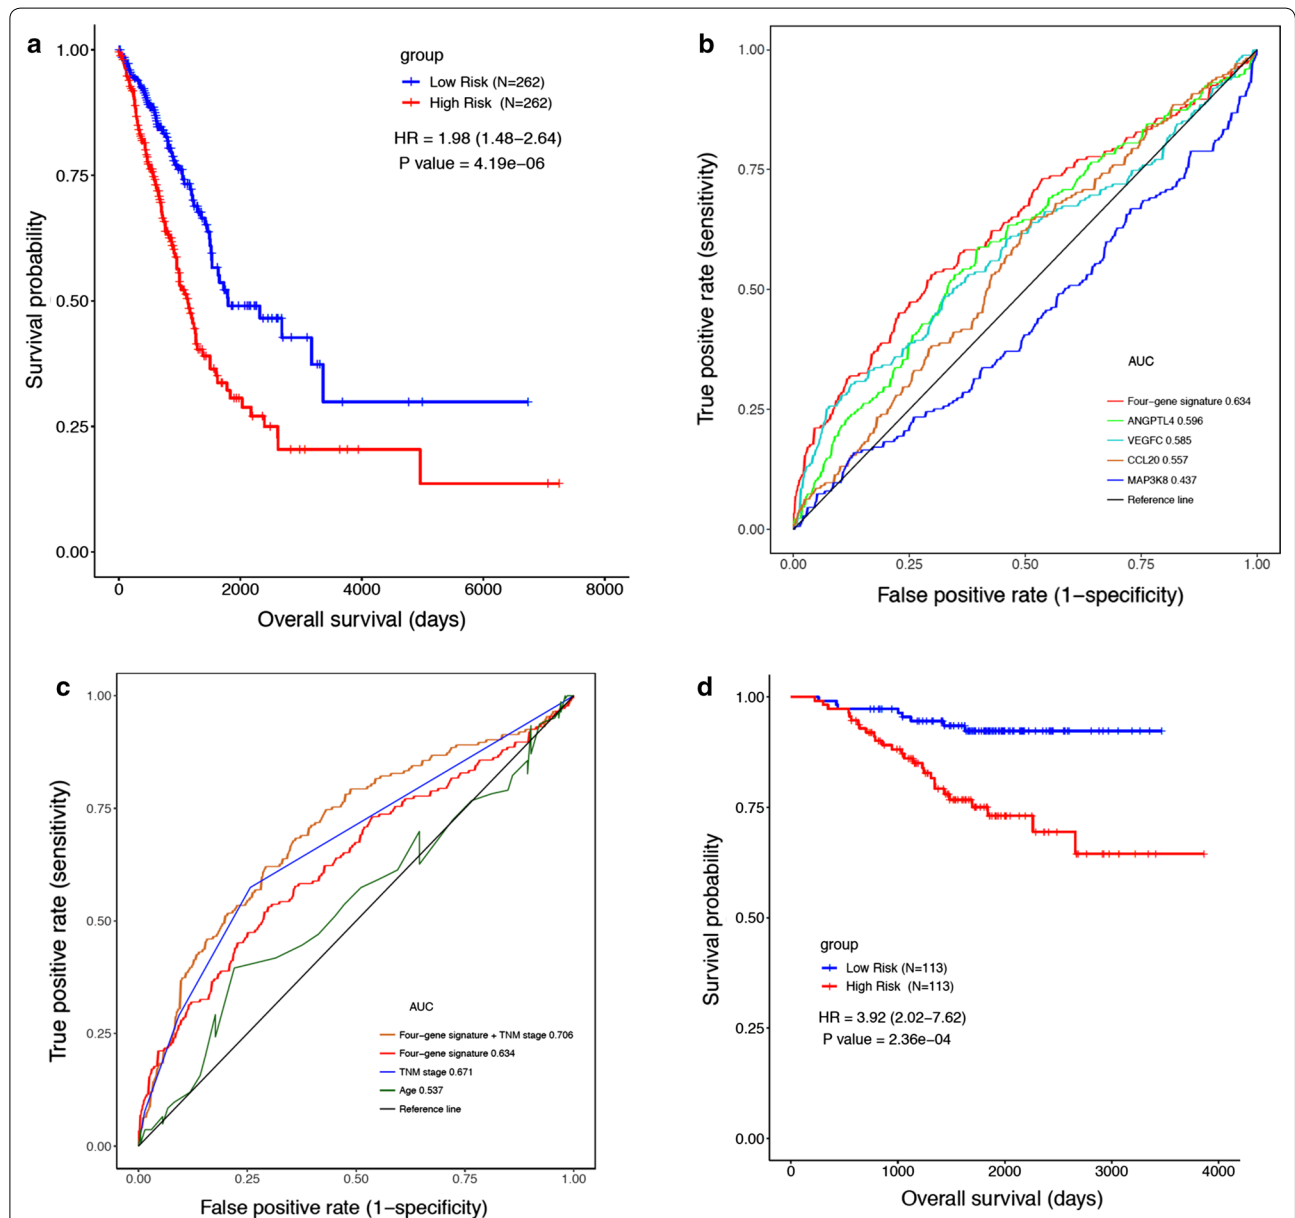 a
1.00
0.75
0.50
0.25
0.00
Survival probability
0
2000
4000
6000
8000
Overall survival (days)
group
Low Risk (N=262)
High Risk (N=262)
HR = 1.98 (1.48−2.64)
P value = 4.19e−06
b
1.00
0.75
0.50
0.25
0.00
True positive rate (sensitivity)
0.00
0.25
0.50
0.75
1.00
False positive rate (1−specificity)
AUC
Four−gene signature 0.634
ANGPTL4 0.596
VEGFC 0.585
CCL20 0.557
MAP3K8 0.437
Reference line
c
1.00
0.75
0.50
0.25
0.00
True positive rate (sensitivity)
0.00
0.25
0.50
0.75
1.00
False positive rate (1−specificity)
AUC
Four−gene signature + TNM stage 0.706
Four−gene signature 0.634
TNM stage 0.671
Age 0.537
Reference line
d
1.00
0.75
0.50
0.25
0.00
Survival probability
0
1000
2000
3000
4000
Overall survival (days)
group
Low Risk (N=113)
High Risk (N=113)
HR = 3.92 (2.02−7.62)
P value = 2.36e−04